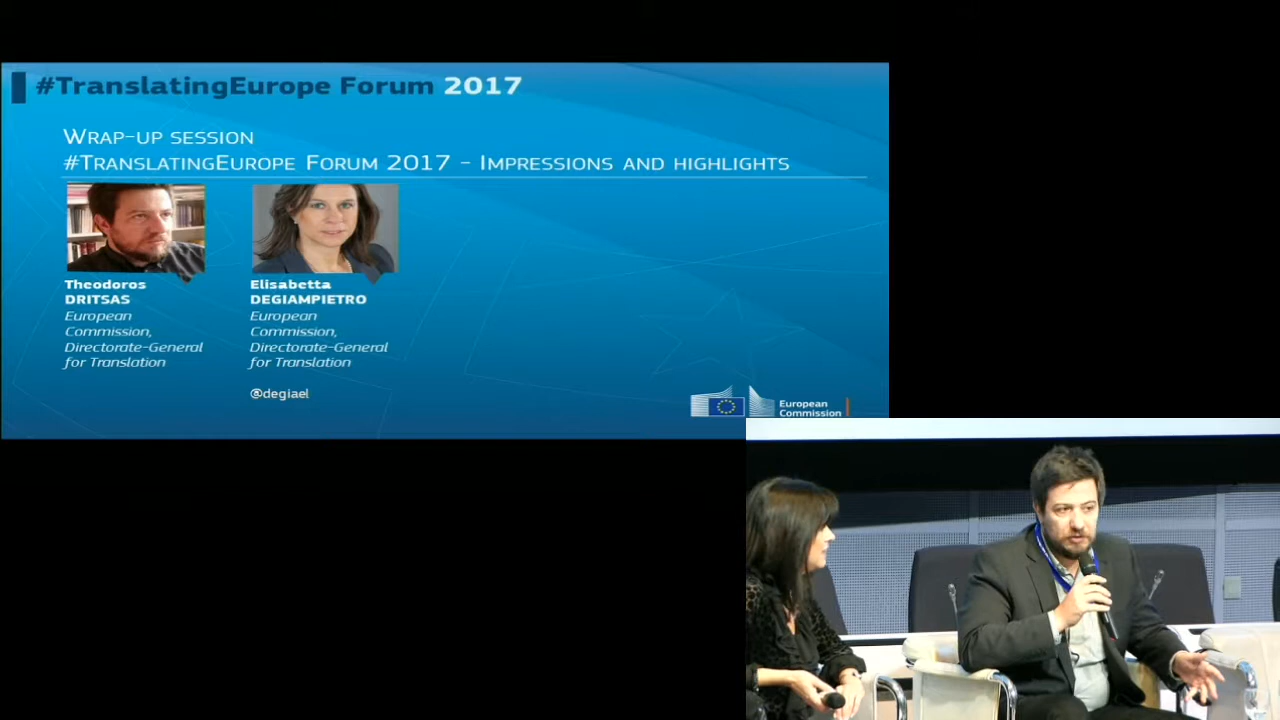 #TranslatingEurope Forum 2017
WRAP-UP SESSION
#TRANSLATINGEUROPE FORUM 2017 - IMPRESSIONS AND HIGHLIGHTS
Theodoros
DRITSAS
European
Commission,
Directorate-General
for Translation
Elisabetta
DEGIAMPIETRO
European
Commission,
Directorate-General
for Translation
@degiael
European
Commission